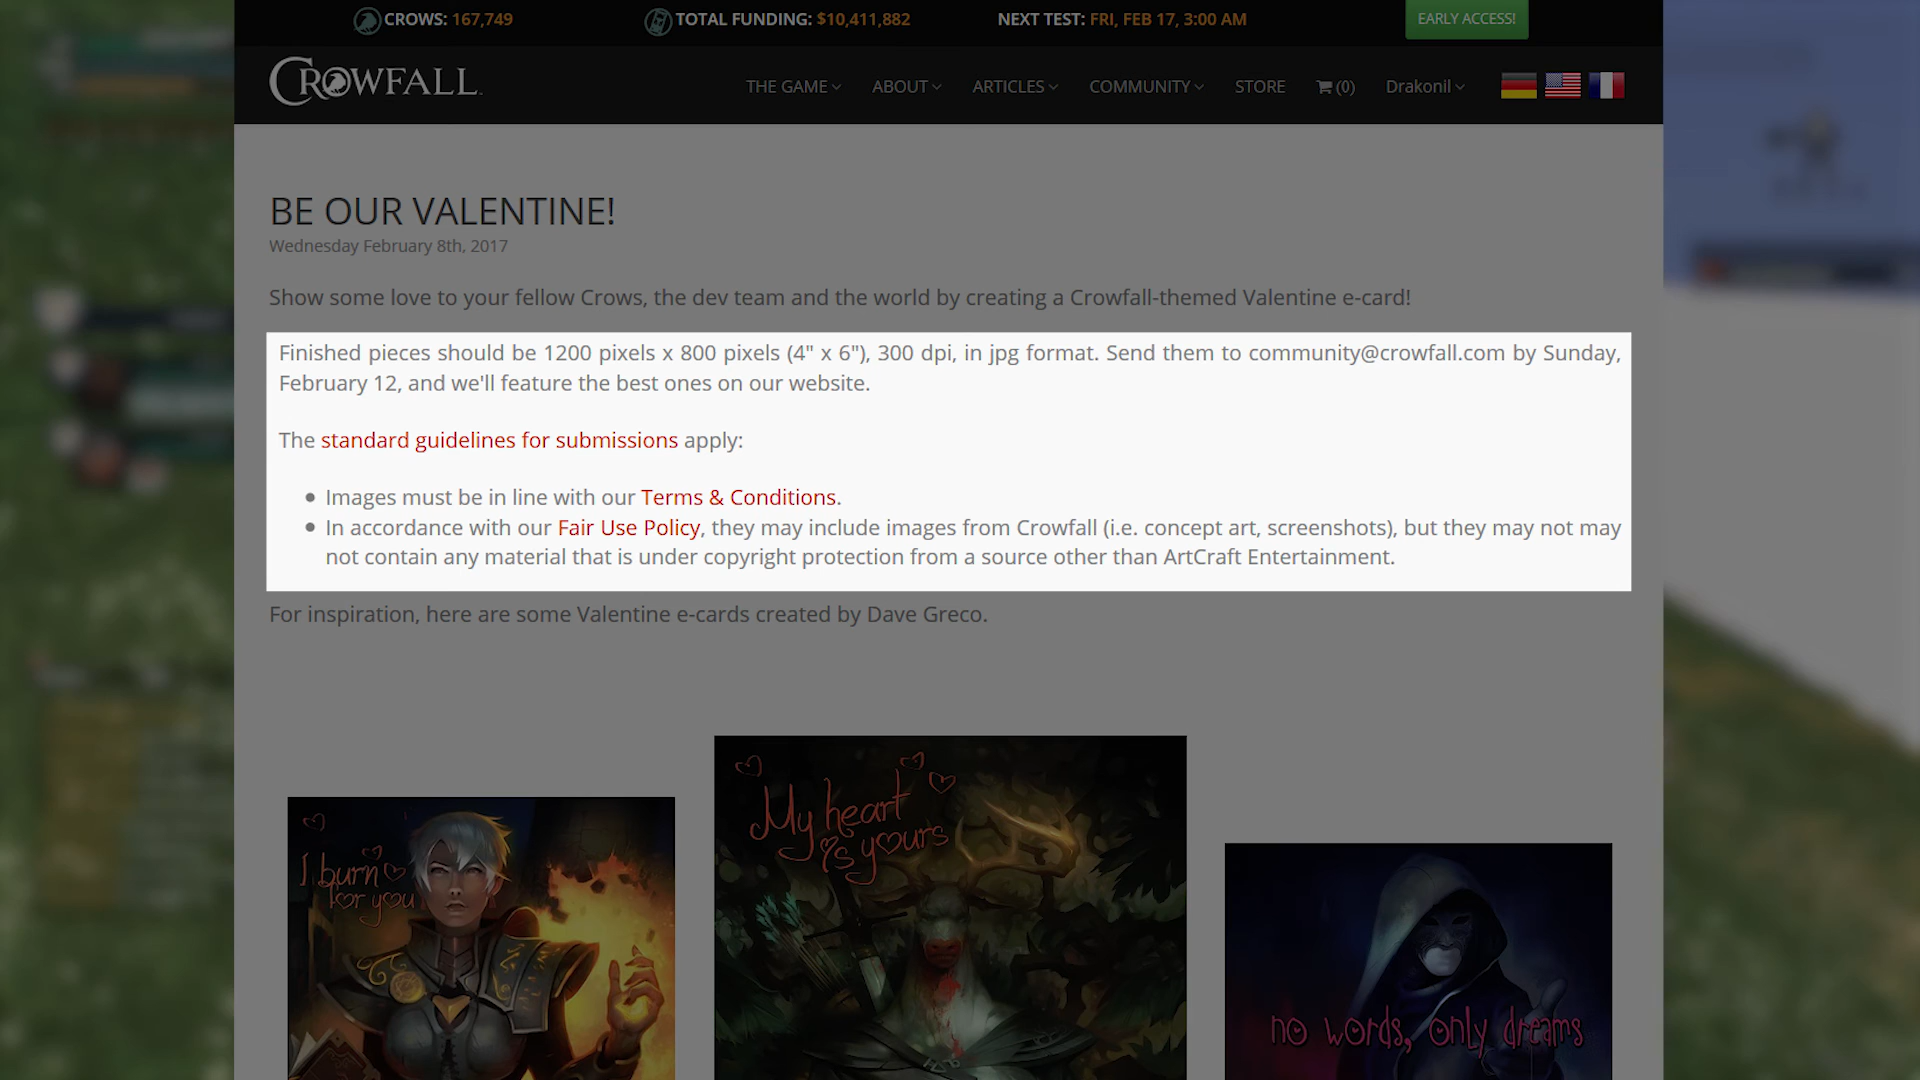 CROWS: 167,749
TOTAL FUNDING: $10,411,882
NEXT TEST: FRI, FEB 17, 3:00 AM
EARLY ACCESS!
CROWFALL
THE GAME
ABOUT
ARTICLES
COMMUNITY
STORE
(0)
Drakonil
BE OUR VALENTINE!
Wednesday February 8th, 2017
Show some love to your fellow Crows, the dev team and the world by creating a Crowfall-themed Valentine e-card!
Finished pieces should be 1200 pixels x 800 pixels (4" x 6"), 300 dpi, in jpg format. Send them to community@crowfall.com by Sunday,
February 12, and we'll feature the best ones on our website.
The standard guidelines for submissions apply:
Images must be in line with our Terms & Conditions.
In accordance with our Fair Use Policy, they may include images from Crowfall (i.e. concept art, screenshots), but they may not may
not contain any material that is under copyright protection from a source other than ArtCraft Entertainment.
For inspiration, here are some Valentine e-cards created by Dave Greco.
I burn
for you
My heart
is yours
no words, only dreams